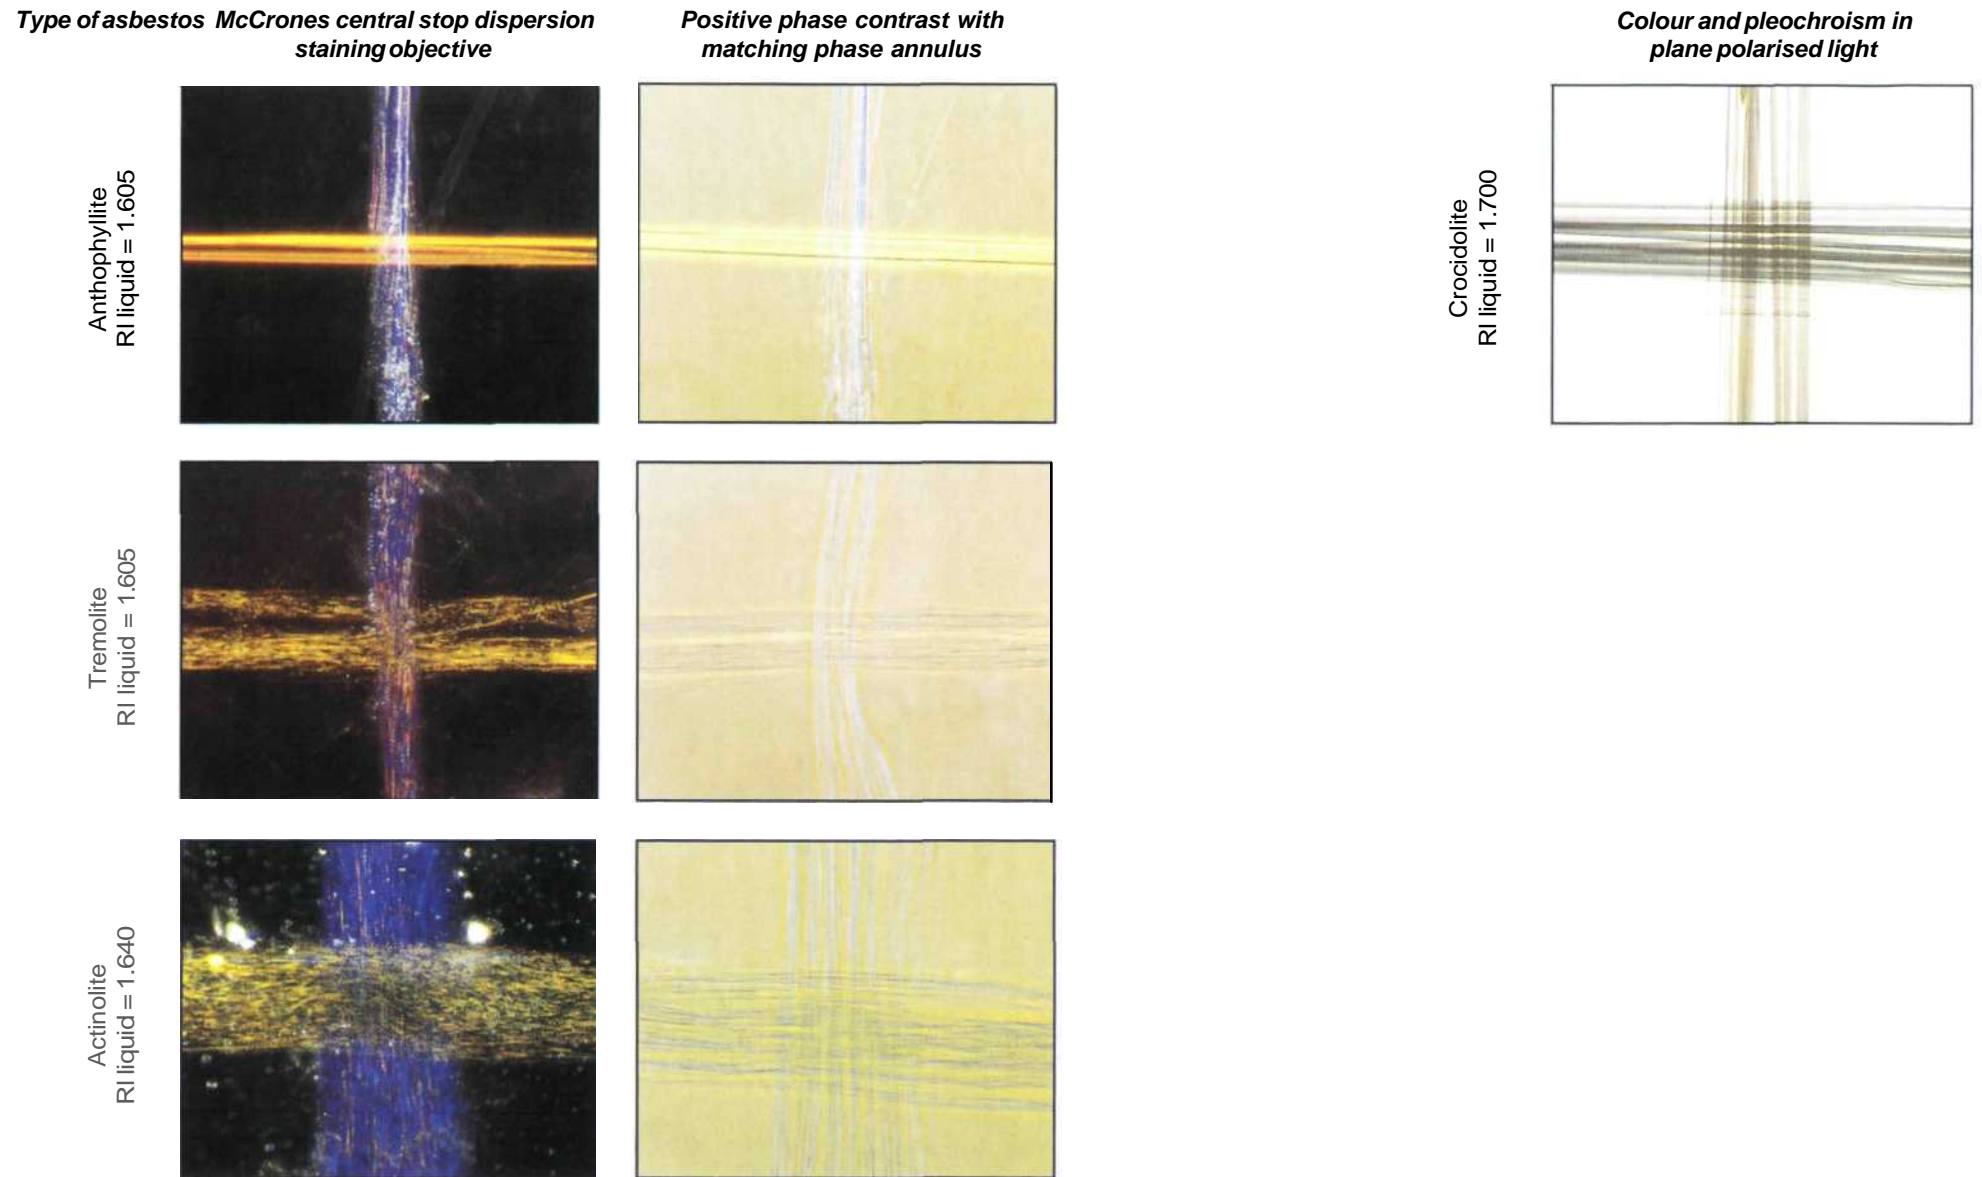 Type of asbestos McCrones central stop dispersion
staining objective
Positive phase contrast with
matching phase annulus
Colour and pleochroism in
plane polarised light
Anthophyllite
RI liquid = 1.605
Crocidolite
RI liquid = 1.700
Tremolite
RI liquid = 1.605
Actinolite
RI liquid = 1.640